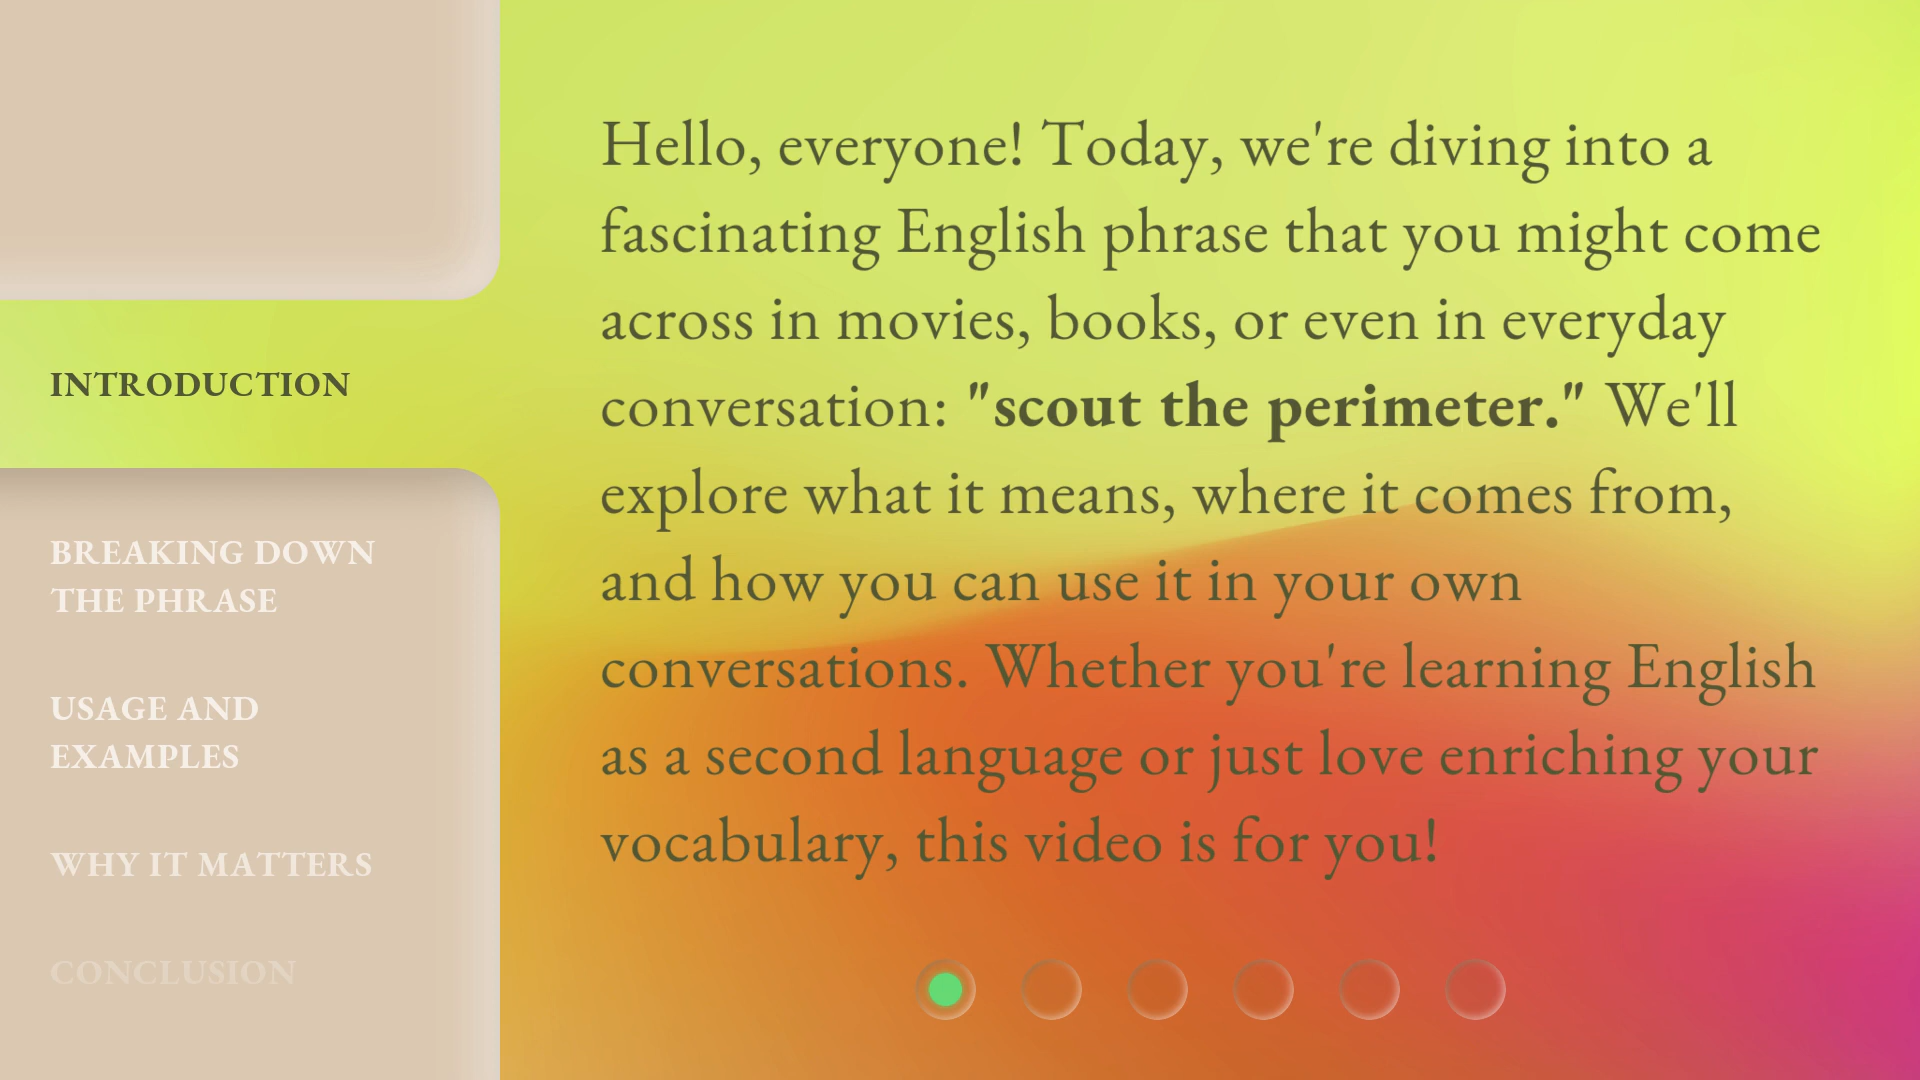 INTRODUCTION
BREAKING DOWN
THE PHRASE
USAGE AND
EXAMPLES
WHY IT MATTERS
CONCLUSION
Hello, everyone! Today, we're diving into a
fascinating English phrase that you might come
across in movies, books, or even in everyday
conversation: "scout the perimeter." We'll
explore what it means, where it comes from,
and how you can use it in your own
conversations. Whether you're learning English
as a second language or just love enriching your
vocabulary, this video is for you!